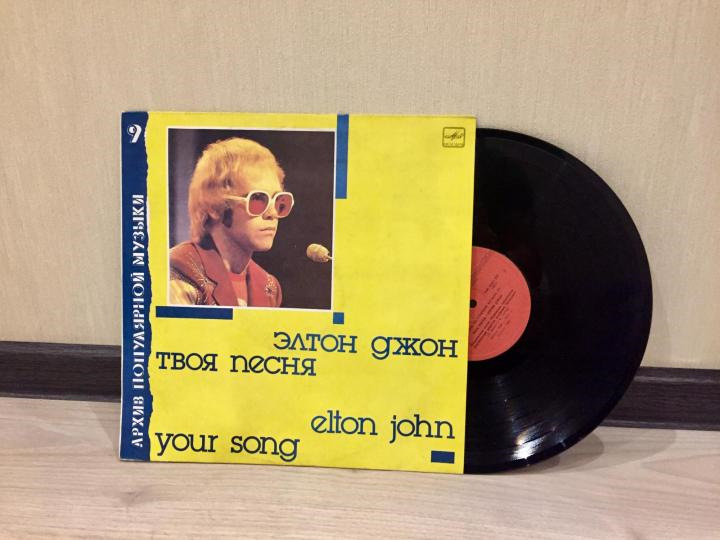 9
АРХИВ ПОПУЛЯРНОЙ МУЗЫКИ
ЭЛТОН ДЖОН
ТВОЯ ПЕСНЯ
elton john
your song